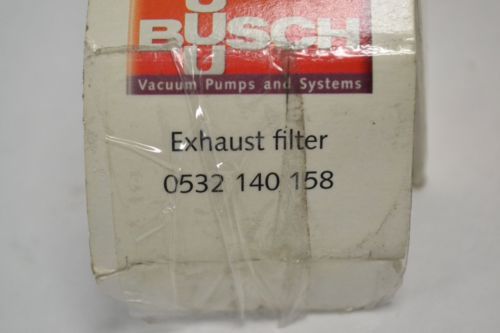 BUSCH
Vacuum Pumps and Systems
Exhaust filter
0532 140 158